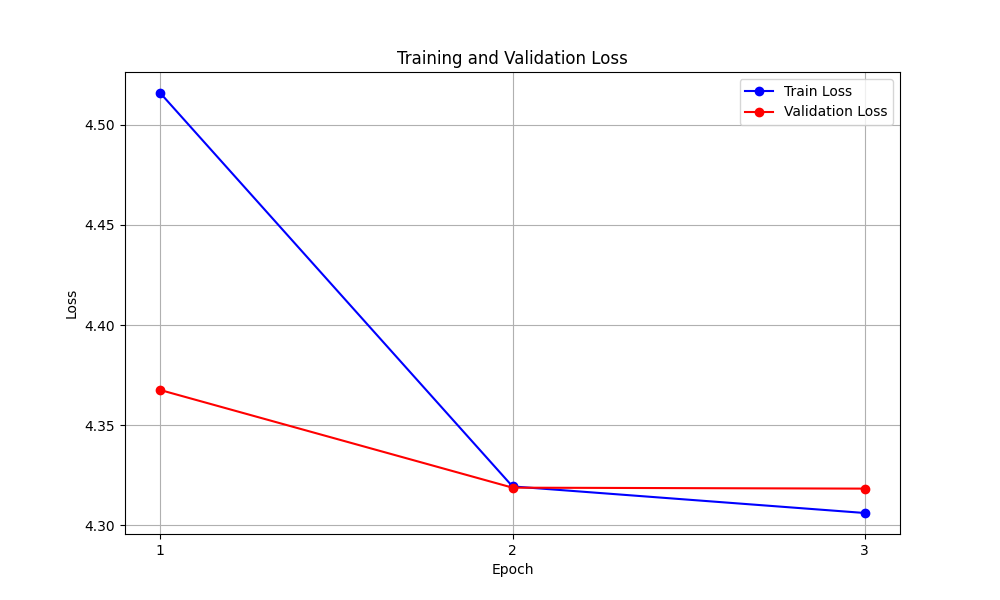 Training and Validation Loss
Train Loss
Validation Loss
4.50
4.45
4.40
4.35
4.30
Loss
1
2
3
Epoch